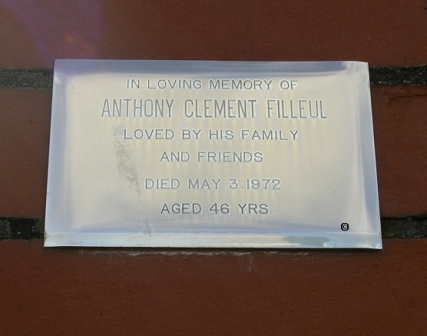 IN LOVING MEMORY OF
ANTHONY CLEMENT FILLEUL
LOVED BY HIS FAMILY
AND FRIENDS
DIED MAY 3.1972
AGED 46 YRS.